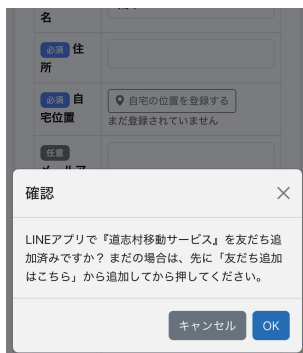 名
必須 住
所
必須 自
宅位置
自宅の位置を登録する
まだ登録されていません
任意
確認
LINEアプリで『道志村移動サービス』を友だち追
加済みですか？ まだの場合は、先に「友だち追加
はこちら」から追加してから押してください。
キャンセル
OK